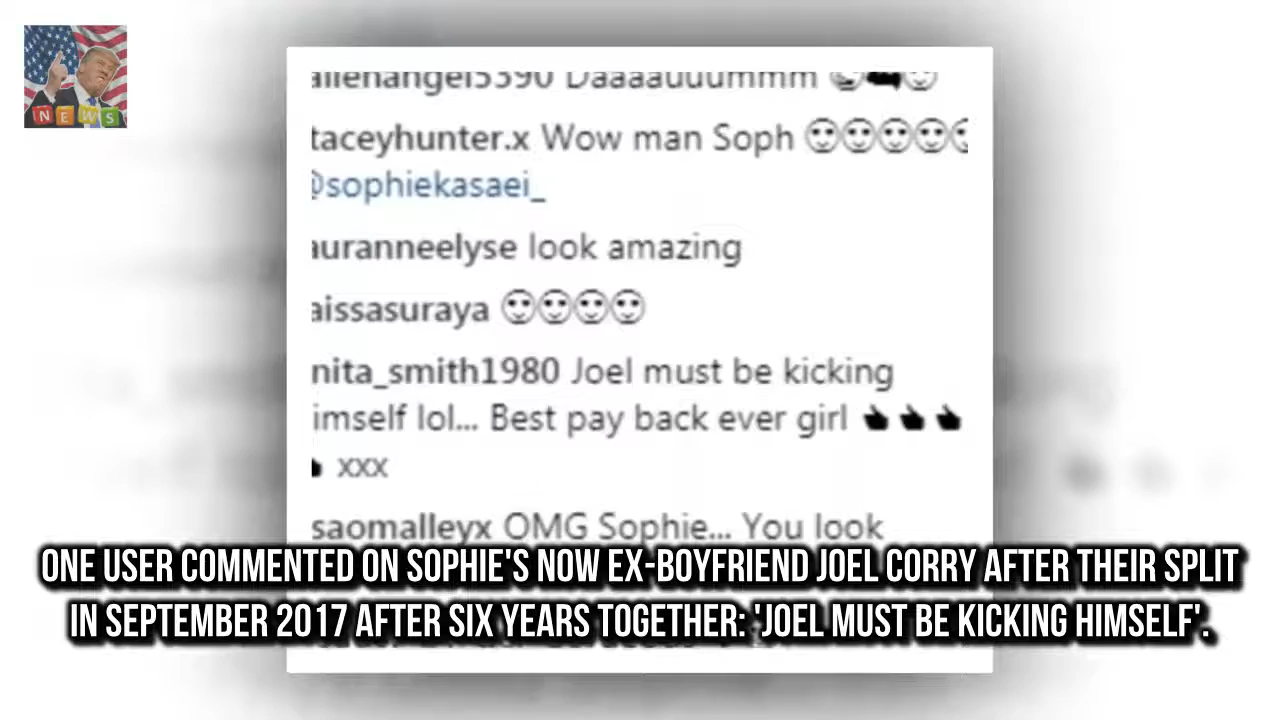 NEWS
alienangel5390 Daaaauuummm
taceyhunter.x Wow man Soph
@sophiekasaei_
auranneelyse look amazing
aissasuraya
nita_smith1980 Joel must be kicking
imself lol... Best pay back ever girl
xxx
saomalleyx OMG Sophie... You look
ONE USER COMMENTED ON SOPHIE'S NOW EX-BOYFRIEND JOEL CORRY AFTER THEIR SPLIT
IN SEPTEMBER 2017 AFTER SIX YEARS TOGETHER: 'JOEL MUST BE KICKING HIMSELF'.